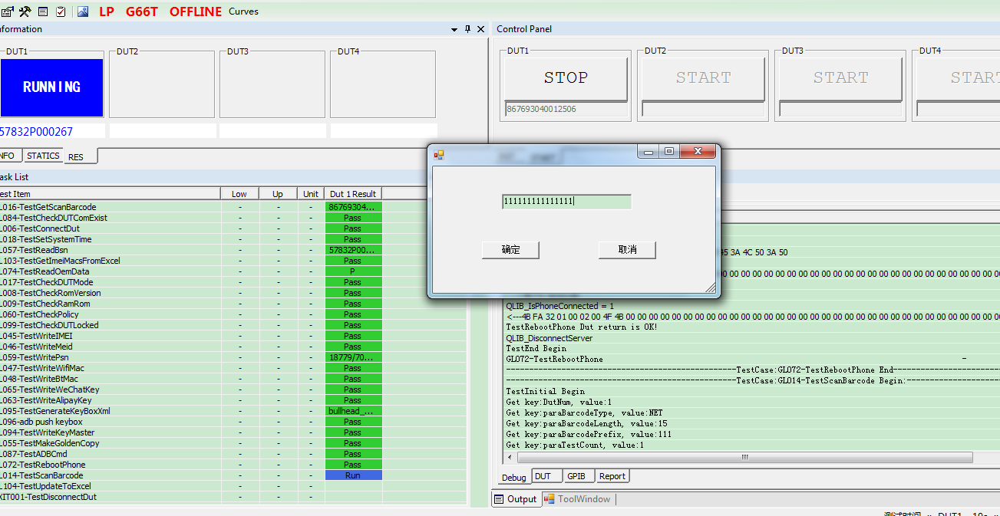 LP G66T OFFLINE Curves
nformation
Control Panel
DUT1 DUT2 DUT3 DUT4
RUNNING
57832P000267
DUT1 DUT2 DUT3 DUT4
STOP START START START
867693040012506
NFO STATICS RES
ask List
est Item Low Up Unit Dut 1 Result
L016-TestGetScanBarcode - - - 86769304...
L084-TestCheckDUTComExist - - - Pass
L006-TestConnectDut - - - Pass
L018-TestSetSystemTime - - - Pass
L057-TestReadBsn - - - 57832P00...
L103-TestGetImeiMacsFromExcel - - - Pass
L074-TestReadOemData - - - P
L017-TestCheckDUTMode - - - Pass
L008-TestCheckRomVersion - - - Pass
L009-TestCheckRamRom - - - Pass
L060-TestCheckPolicy - - - Pass
L099-TestCheckDUTLocked - - - Pass
L045-TestWriteIMEI - - - Pass
L046-TestWriteMeid - - - Pass
L059-TestWritePsn - - - 18779/70...
L047-TestWriteWifiMac - - - Pass
L048-TestWriteBtMac - - - Pass
L065-TestWriteWeChatKey - - - Pass
L063-TestWriteAlipayKey - - - Pass
L095-TestGenerateKeyBoxXml - - - bullhead_...
L096-adb push keybox - - - Pass
L094-TestWriteKeyMaster - - - Pass
L055-TestMakeGoldenCopy - - - Pass
L087-TestADBCmd - - - Pass
L072-TestRebootPhone - - - Pass
L014-TestScanBarcode - - - Run
L104-TestUpdateToExcel - - -
XIT001-TestDisconnectDut - - -
111111111111111
确定 取消
45 3A 4C 50 3A 50
00 00 00 00 00 00 00 00 00 00 00 00 00 00 00 00 00 00 00 00 00 00 00 00
QLIB_IsPhoneConnected = 1
<---4B FA 32 01 00 02 00 4F 4B 00 00 00 00 00 00 00 00 00 00 00 00 00 00 00 00 00 00 00 00 00 00 00 00 00 00 00 00 00 00 00 00 00
TestRebootPhone Dut return is OK!
QLIB_DisconnectServer
TestEnd Begin
GL072-TestRebootPhone -
----------------------------------------TestCase:GL072-TestRebootPhone End--------------------
----------------------------------------TestCase:GL014-TestScanBarcode Begin:--------------------
TestInitial Begin
Get key:DutNum, value:1
Get key:paraBarcodeType, value:NET
Get key:paraBarcodeLength, value:15
Get key:paraBarcodePrefix, value:111
Get key:paraTestCount, value:1
Debug DUT GPIB Report
Output ToolWindow